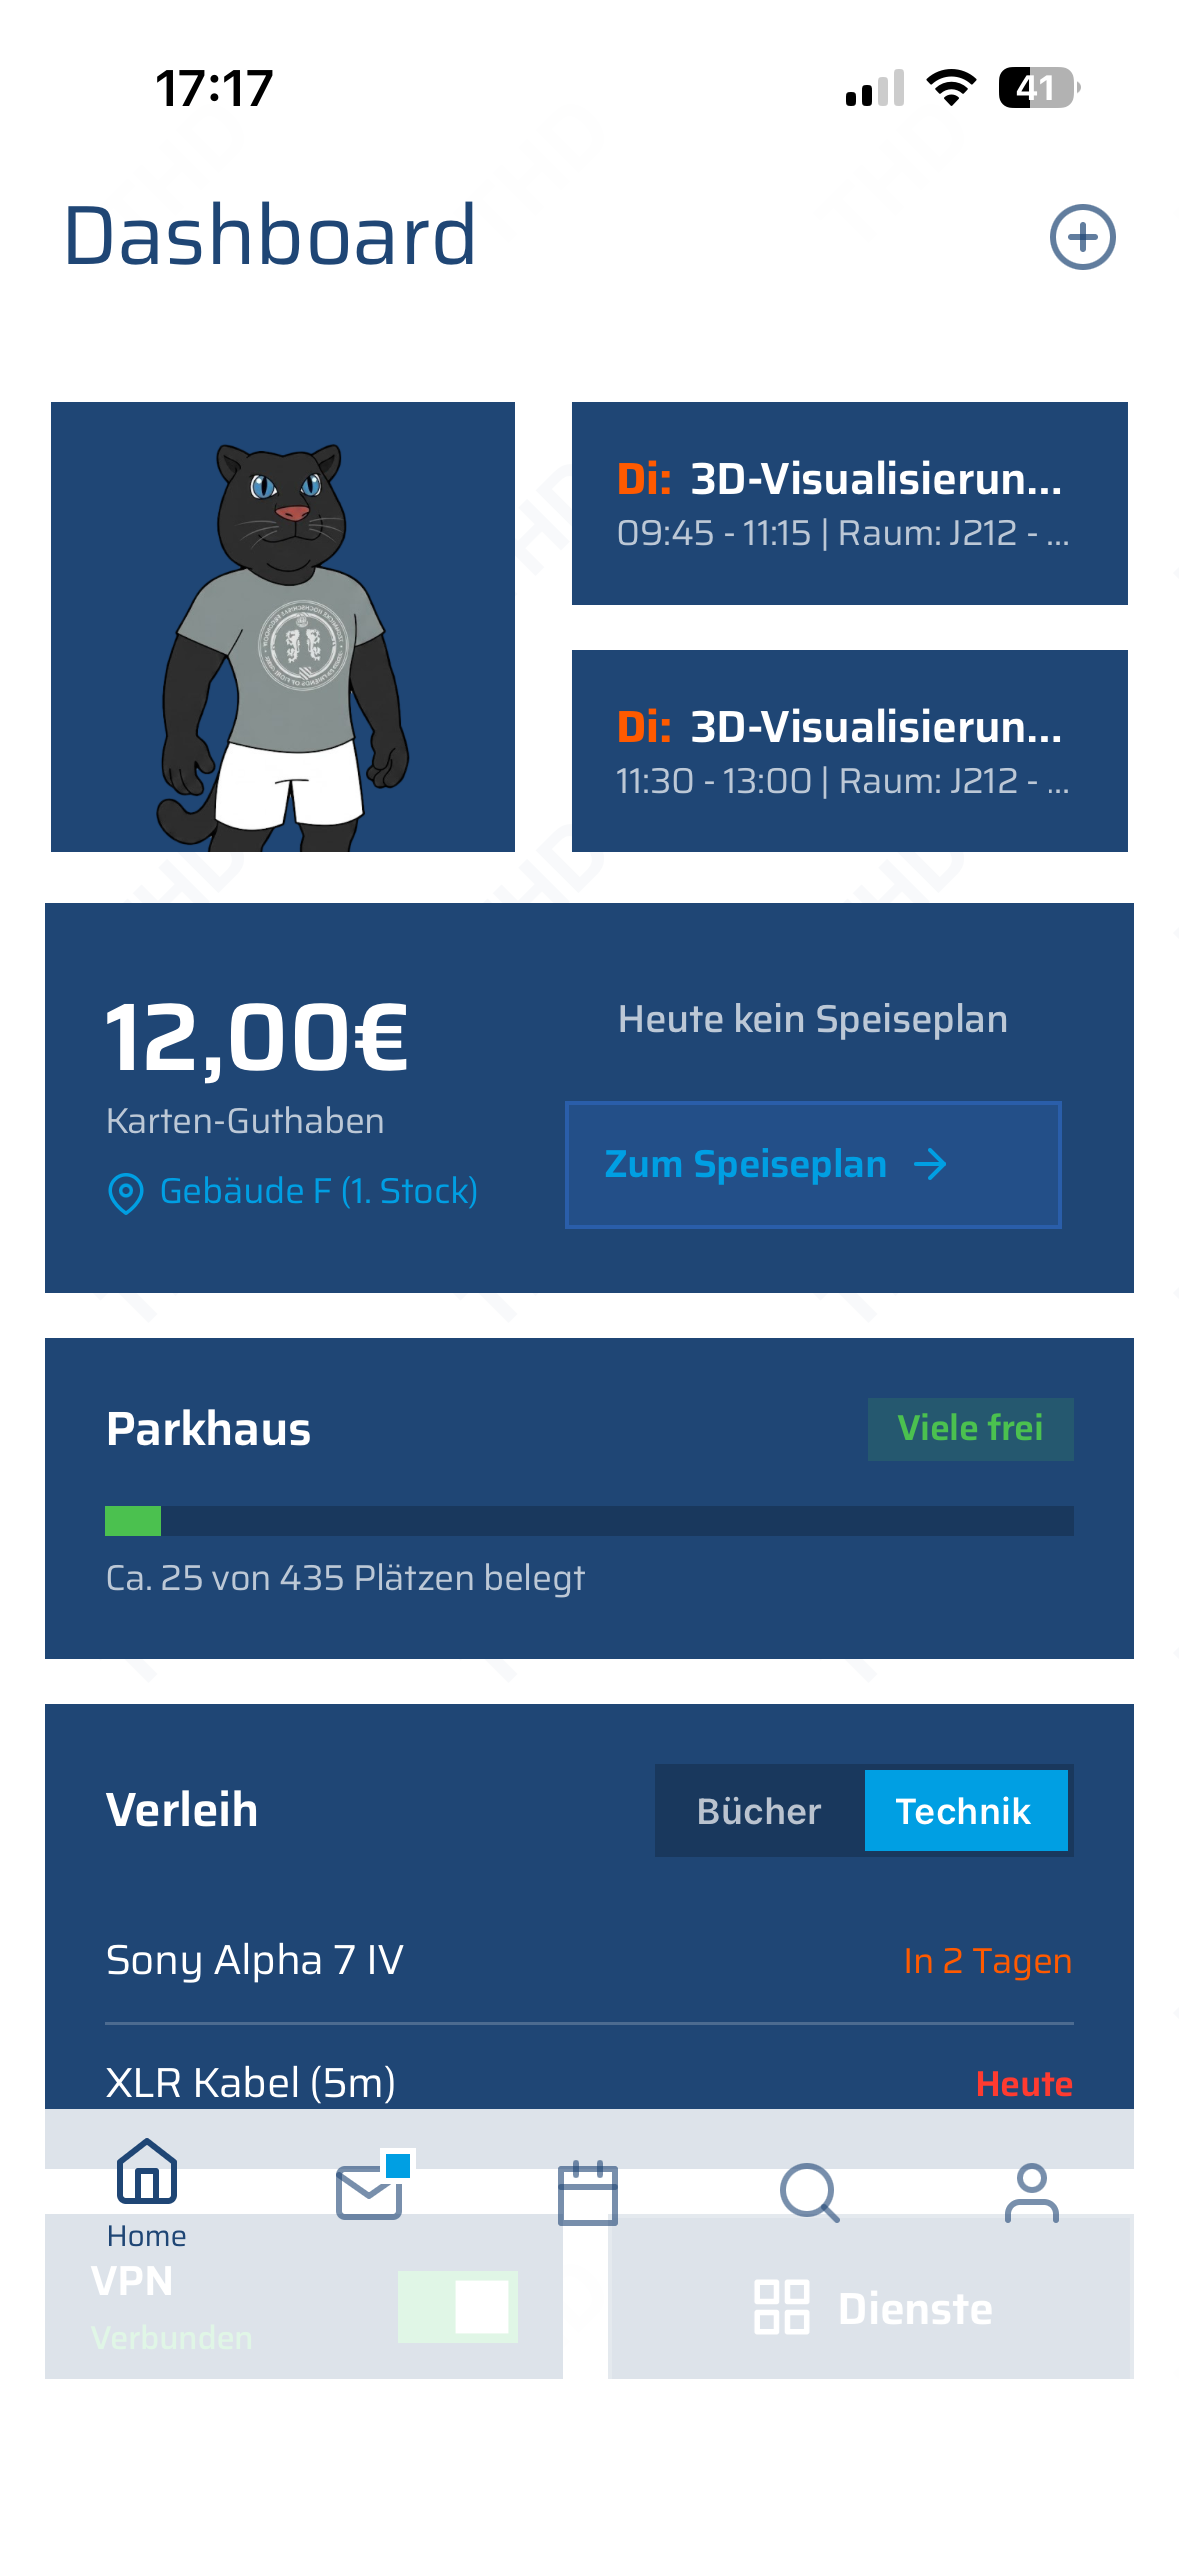 17:17
41
Dashboard
Di: 3D-Visualisierun...
09:45 - 11:15 | Raum: J212 - ...
Di: 3D-Visualisierun...
11:30 - 13:00 | Raum: J212 - ...
12,00€
Karten-Guthaben
Gebäude F (1. Stock)
Heute kein Speiseplan
Zum Speiseplan
Parkhaus
Viele frei
Ca. 25 von 435 Plätzen belegt
Verleih
Bücher
Technik
Sony Alpha 7 IV
In 2 Tagen
XLR Kabel (5m)
Heute
Home
VPN
Verbunden
Dienste